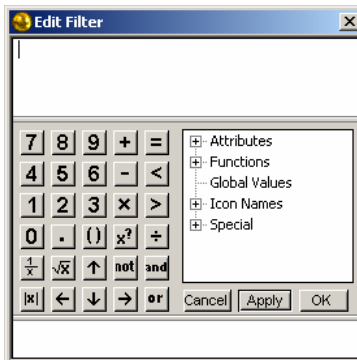 Edit Filter
7 8 9 + =
4 5 6 - <
1 2 3 × >
0 . () x? ÷
1/x √x ↑ not and
|x| ← ↓ → or
Attributes
Functions
Global Values
Icon Names
Special
Cancel Apply OK